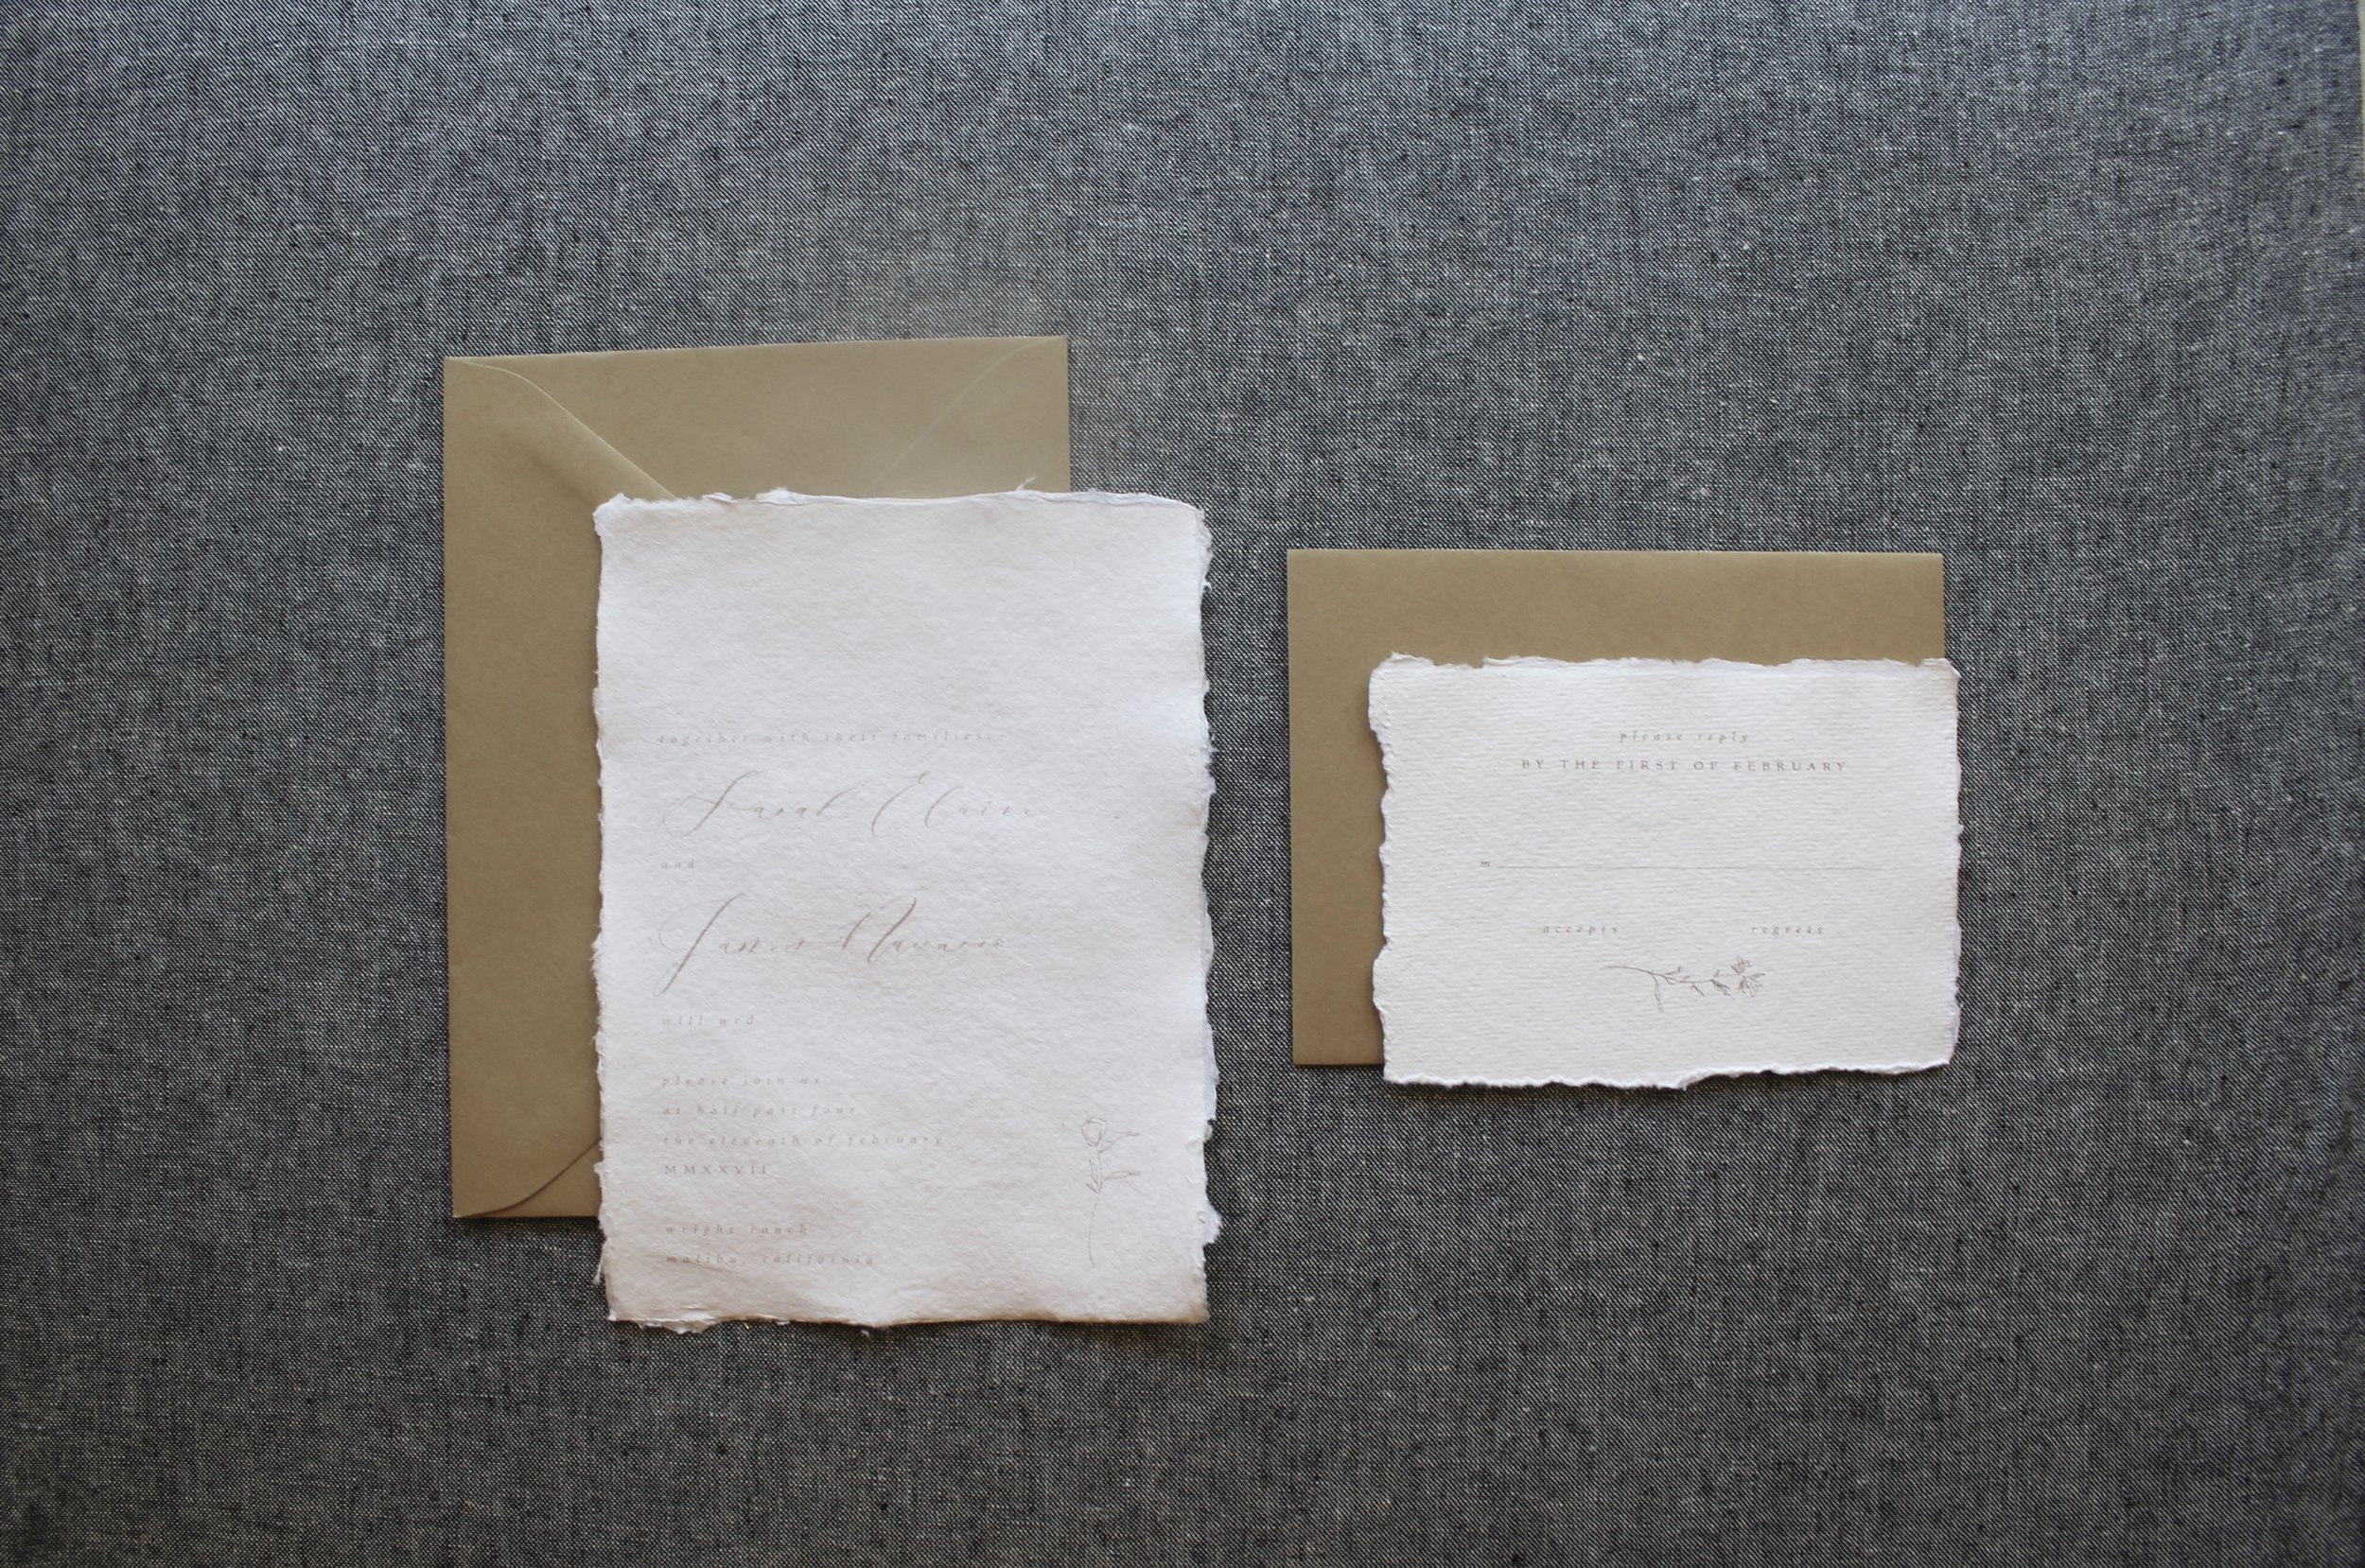 together with their families,
Sarah Elaine
and
James Navarro
will wed
please join us
at half past four
the eleventh of february
MMXXVII
weighs ranch
malibu, california
please reply
BY THE FIRST OF FEBRUARY
m
accepts
regrets